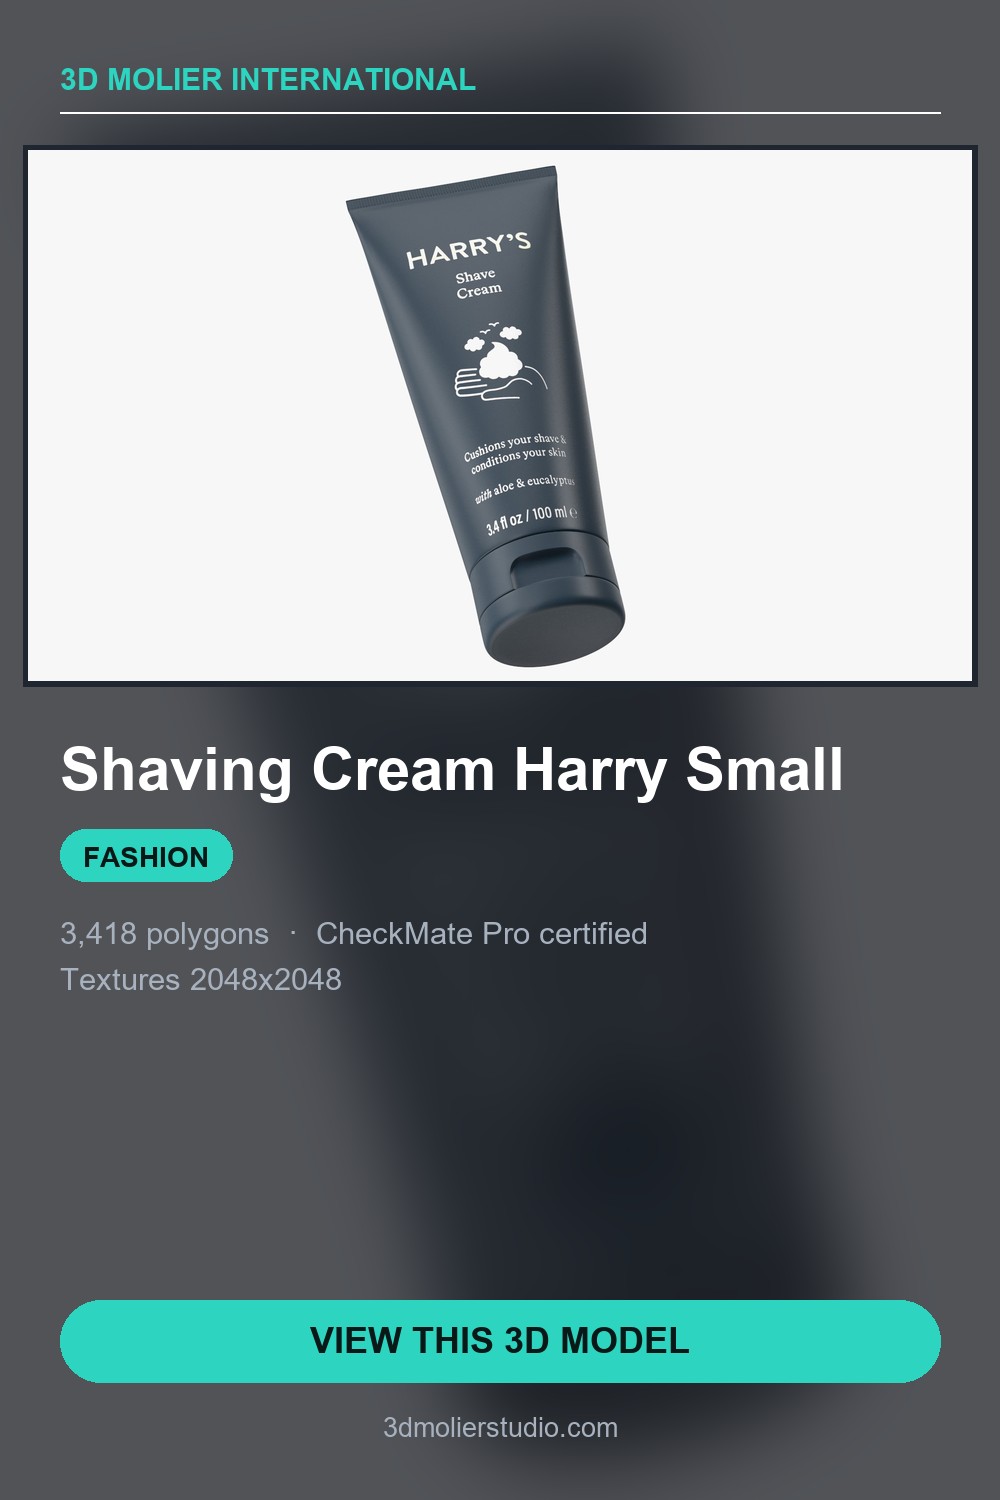 3D MOLIER INTERNATIONAL
HARRY'S
Shave
Cream
Cushions your shave &
conditions your skin
with aloe & eucalyptus
3.4 fl oz / 100 ml ℮
Shaving Cream Harry Small
FASHION
3,418 polygons · CheckMate Pro certified
Textures 2048x2048
VIEW THIS 3D MODEL
3dmolierstudio.com